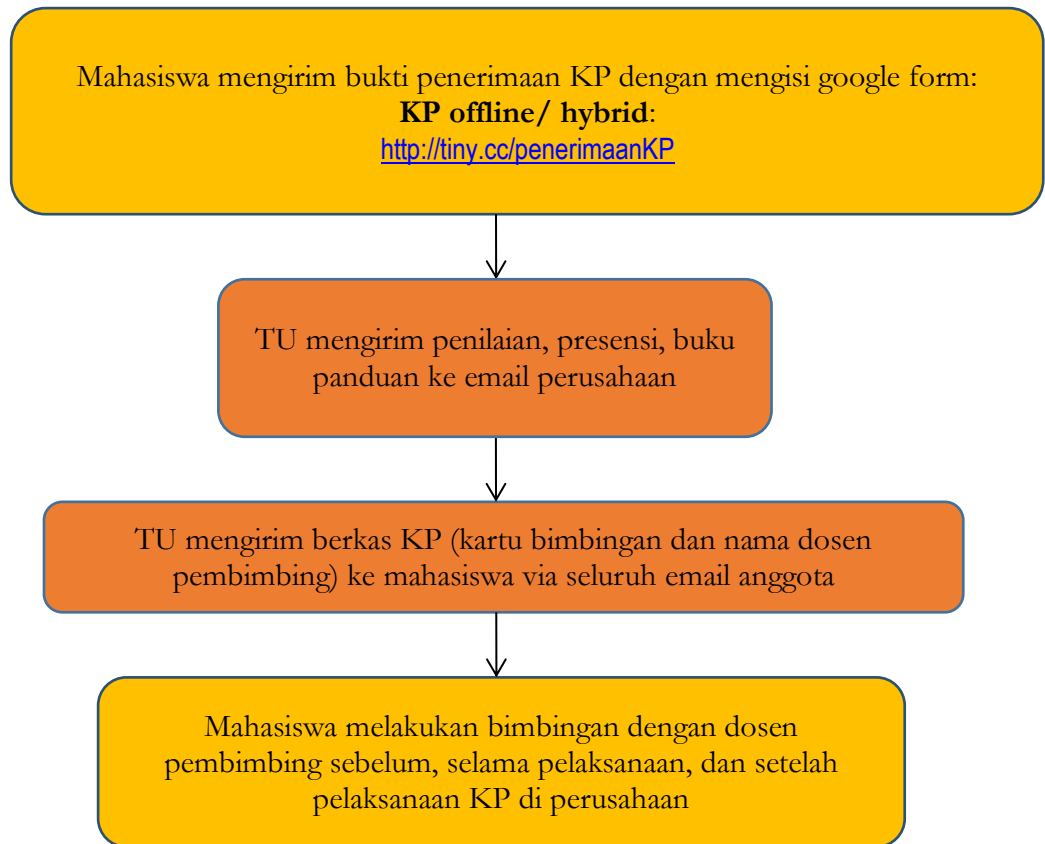 Mahasiswa mengirim bukti penerimaan KP dengan mengisi google form:
KP offline/ hybrid:
http://tiny.cc/penerimaanKP
TU mengirim penilaian, presensi, buku
panduan ke email perusahaan
TU mengirim berkas KP (kartu bimbingan dan nama dosen
pembimbing) ke mahasiswa via seluruh email anggota
Mahasiswa melakukan bimbingan dengan dosen
pembimbing sebelum, selama pelaksanaan, dan setelah
pelaksanaan KP di perusahaan